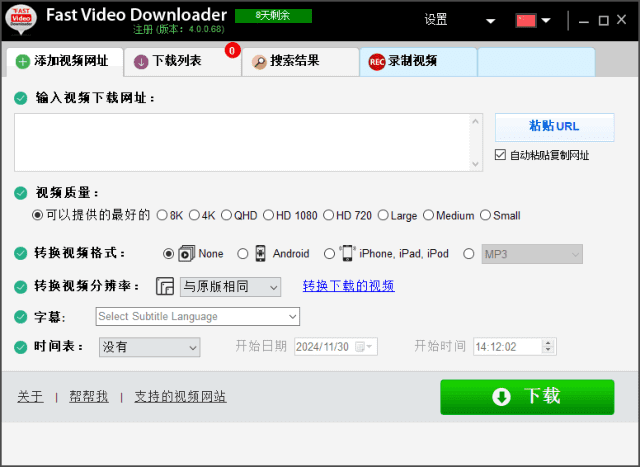 FAST Video Downloader
Fast Video Downloader 8天剩余 设置
注册 (版本: 4.0.0.68)
添加视频网址 下载列表 0 搜索结果 REC 录制视频
输入视频下载网址:
粘贴URL
自动粘贴复制网址
视频质量:
可以提供的最好的 8K 4K QHD HD 1080 HD 720 Large Medium Small
转换视频格式: None Android iPhone, iPad, iPod MP3
转换视频分辨率: 与原版相同 转换下载的视频
字幕: Select Subtitle Language
时间表: 没有 开始日期 2024/11/30 开始时间 14:12:02
关于 | 帮帮我 | 支持的视频网站 下载